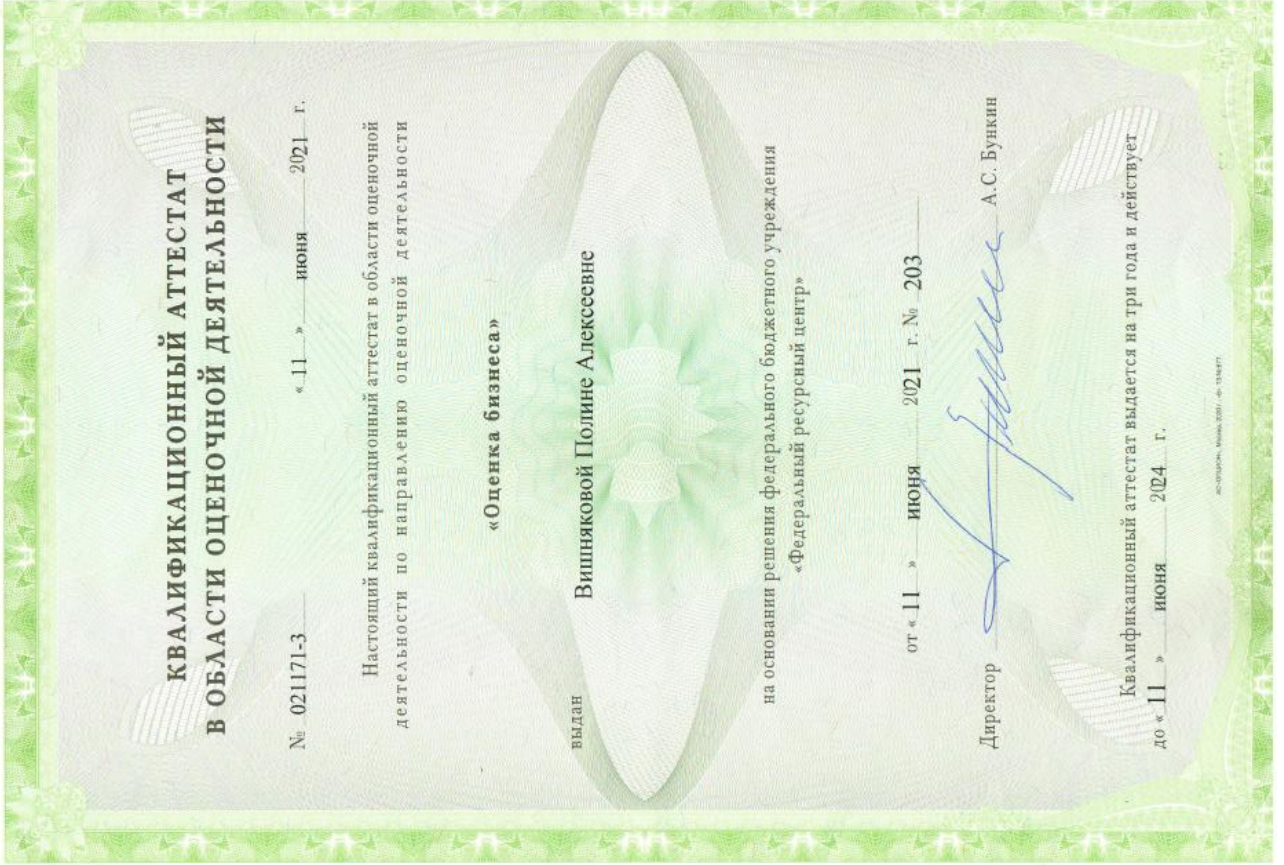 КВАЛИФИКАЦИОННЫЙ АТТЕСТАТ
В ОБЛАСТИ ОЦЕНОЧНОЙ ДЕЯТЕЛЬНОСТИ
№ 021171-3 « 11 » июня 2021 г.
Настоящий квалификационный аттестат в области оценочной
деятельности по направлению оценочной деятельности
«Оценка бизнеса»
выдан Вишняковой Полине Алексеевне
на основании решения федерального бюджетного учреждения
«Федеральный ресурсный центр»
от « 11 » июня 2021 г. № 203
Директор А.С. Бункин
Квалификационный аттестат выдается на три года и действует
до « 11 » июня 2024 г.